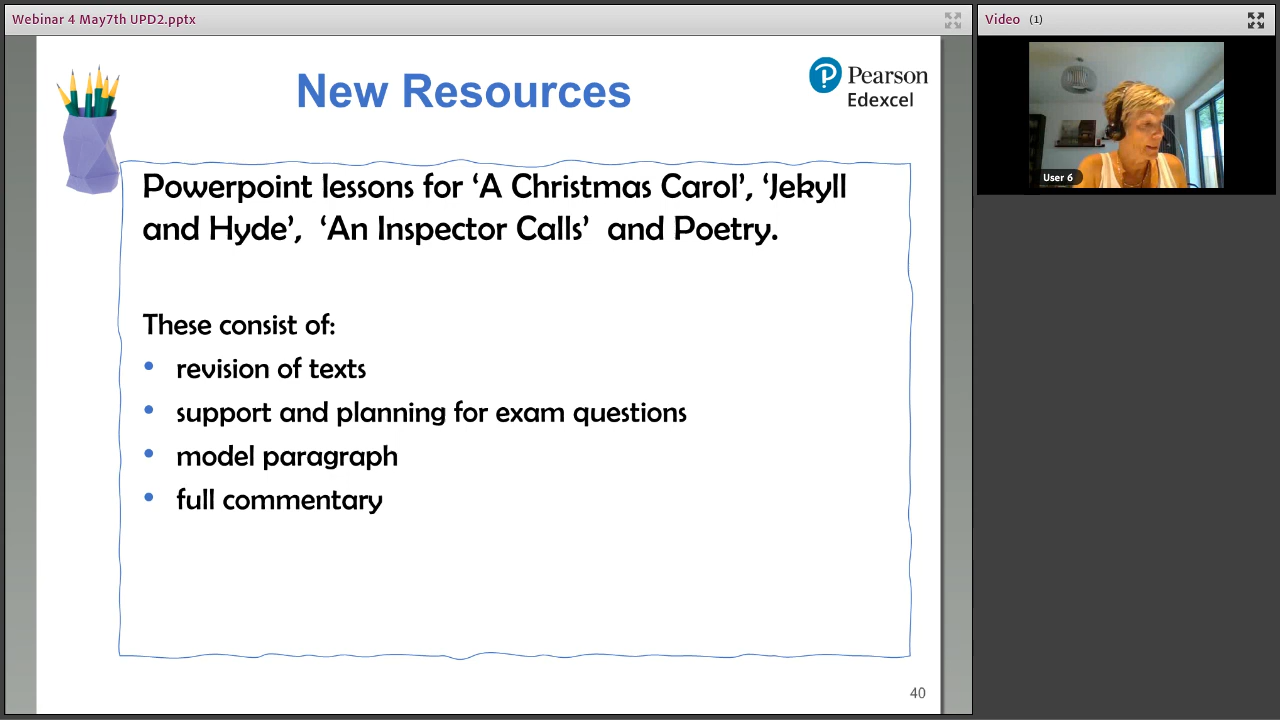 Webinar 4 May7th UPD2.pptx
Video (1)
New Resources
Pearson
Edexcel
User 6
Powerpoint lessons for ‘A Christmas Carol’, ‘Jekyll
and Hyde’,  ‘An Inspector Calls’  and Poetry.
These consist of:
• revision of texts
• support and planning for exam questions
• model paragraph
• full commentary
40